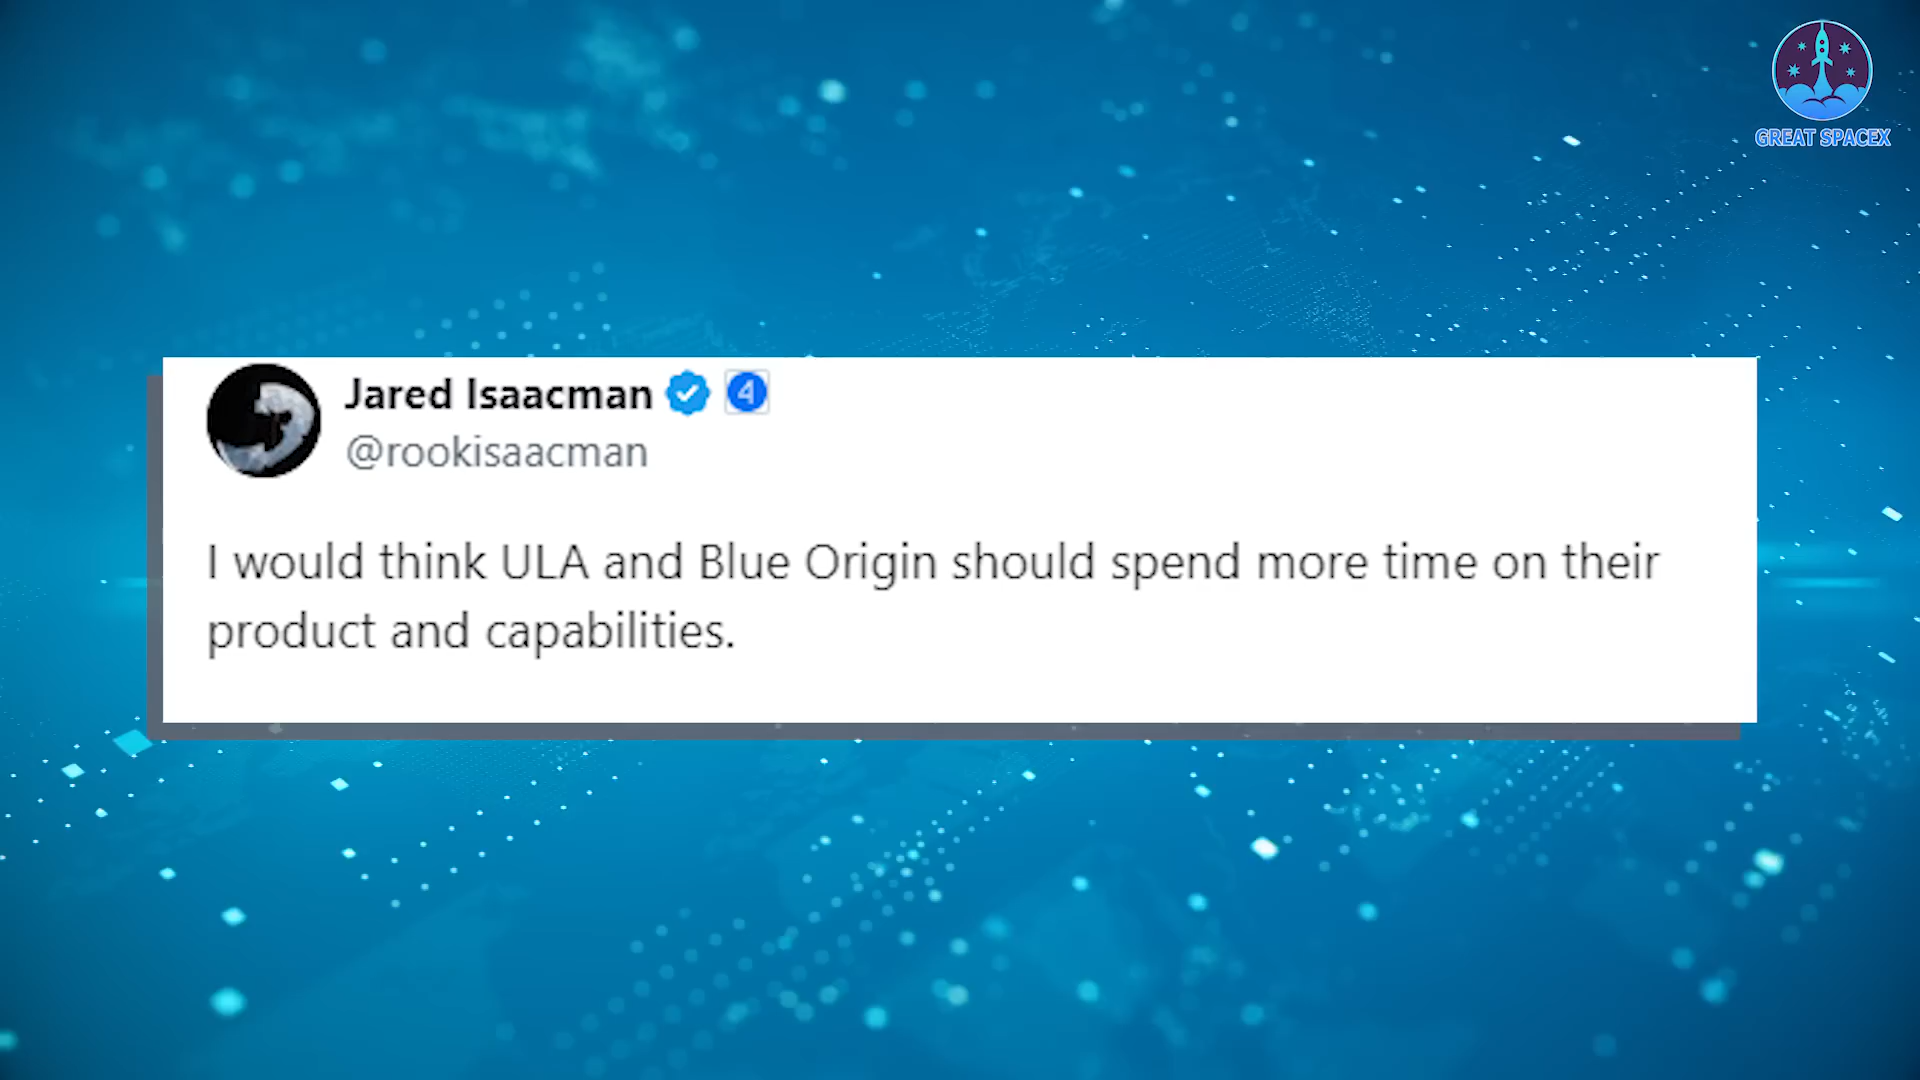 GREAT SPACEX
Jared Isaacman 4
@rookisaacman
I would think ULA and Blue Origin should spend more time on their
product and capabilities.